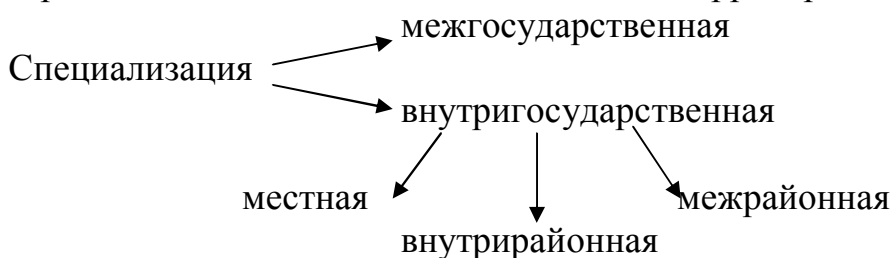 межгосударственная
Специализация
внутригосударственная
местная
межрайонная
внутрирайонная